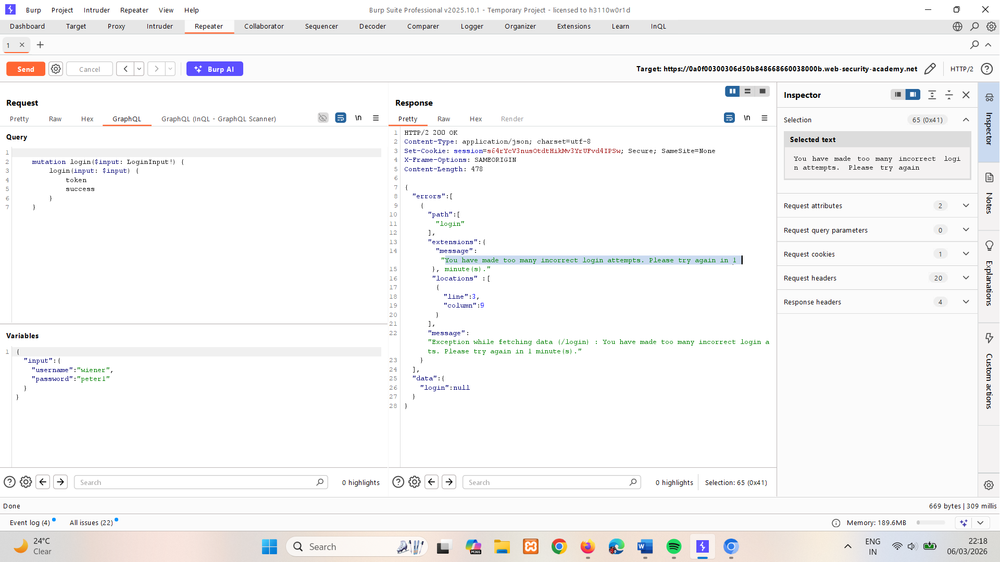 Burp Project Intruder Repeater View Help
Burp Suite Professional v2025.10.1 - Temporary Project - licensed to h3110w0r1d
Dashboard Target Proxy Intruder Repeater Collaborator Sequencer Decoder Comparer Logger Organizer Extensions Learn InQL
1
Send Cancel Burp AI
Target: https://0a0f00300306d50b848668660038000b.web-security-academy.net HTTP/2
Request
Pretty Raw Hex GraphQL GraphQL (InQL - GraphQL Scanner) \n
Query
1
2 mutation login($input: LoginInput!) {
3 login(input: $input) {
4 token
5 success
6 }
7 }
Variables
1 {
"input":{
"username":"wiener",
"password":"peter1"
}
}
Search 0 highlights
Response
Pretty Raw Hex Render \n
1 HTTP/2 200 OK
2 Content-Type: application/json; charset=utf-8
3 Set-Cookie: session=s64rYcV3nusOtdtHikMv3YrUFvd4IPSw; Secure; SameSite=None
4 X-Frame-Options: SAMEORIGIN
5 Content-Length: 478
6
7 {
8 "errors":[
9 {
10 "path":[
11 "login"
12 ],
13 "extensions":{
14 "message":
"You have made too many incorrect login attempts. Please try again in 1
15 }, minute(s)."
16 "locations" :[
17 {
18 "line":3,
19 "column":9
20 }
21 ],
22 "message":
"Exception while fetching data (/login) : You have made too many incorrect login a
ts. Please try again in 1 minute(s)."
23 }
24 ],
25 "data":{
26 "login":null
27 }
28 }
Search 0 highlights Selection: 65 (0x41)
Inspector
Selection 65 (0x41)
Selected text
You have made too many incorrect logi
n attempts. Please try again
Request attributes 2
Request query parameters 0
Request cookies 1
Request headers 20
Response headers 4
Inspector
Notes
Explanations
Custom actions
Done 669 bytes | 309 millis
Event log (4) All issues (22) Memory: 189.6MB
24°C
Clear
Search
M365
ENG
IN
22:18
06/03/2026